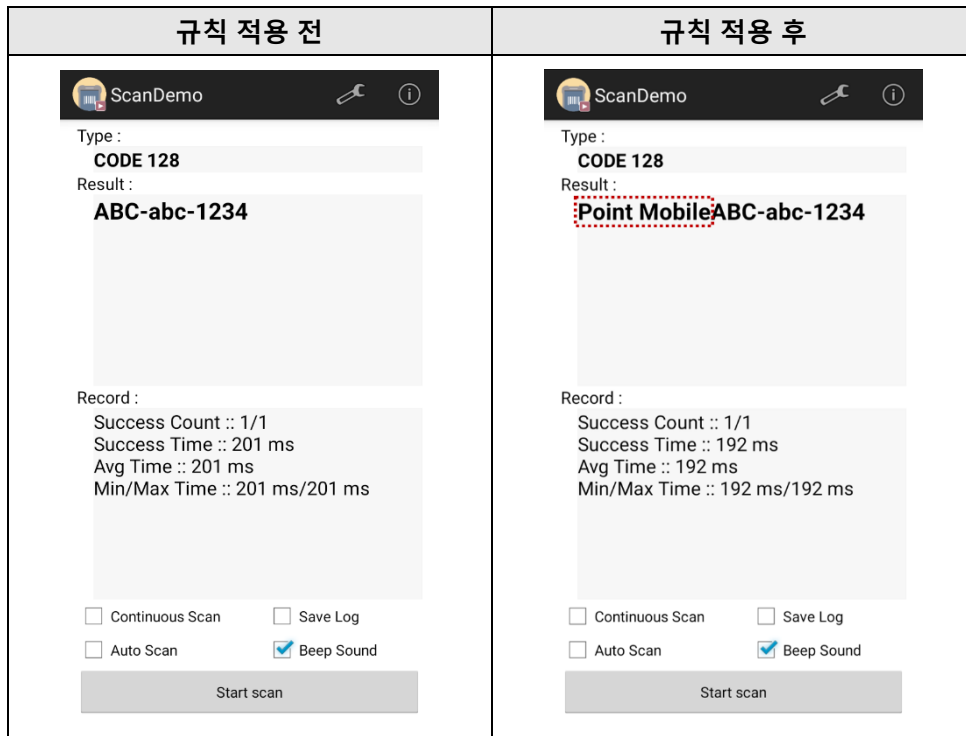 규칙 적용 전
규칙 적용 후
ScanDemo
Type :
CODE 128
Result :
ABC-abc-1234
Record :
Success Count :: 1/1
Success Time :: 201 ms
Avg Time :: 201 ms
Min/Max Time :: 201 ms/201 ms
Continuous Scan
Save Log
Auto Scan
Beep Sound
Start scan
ScanDemo
Type :
CODE 128
Result :
Point MobileABC-abc-1234
Record :
Success Count :: 1/1
Success Time :: 192 ms
Avg Time :: 192 ms
Min/Max Time :: 192 ms/192 ms
Continuous Scan
Save Log
Auto Scan
Beep Sound
Start scan